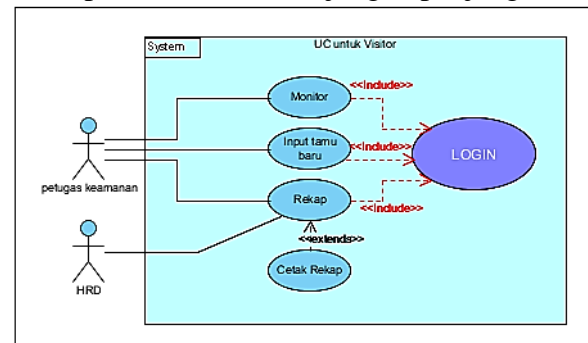 System
UC untuk Visitor
Monitor
<<Include>>
Input tamu
baru
<<Include>>
LOGIN
petugas keamanan
Rekap
<<Include>>
<<extends>>
Cetak Rekap
HRD